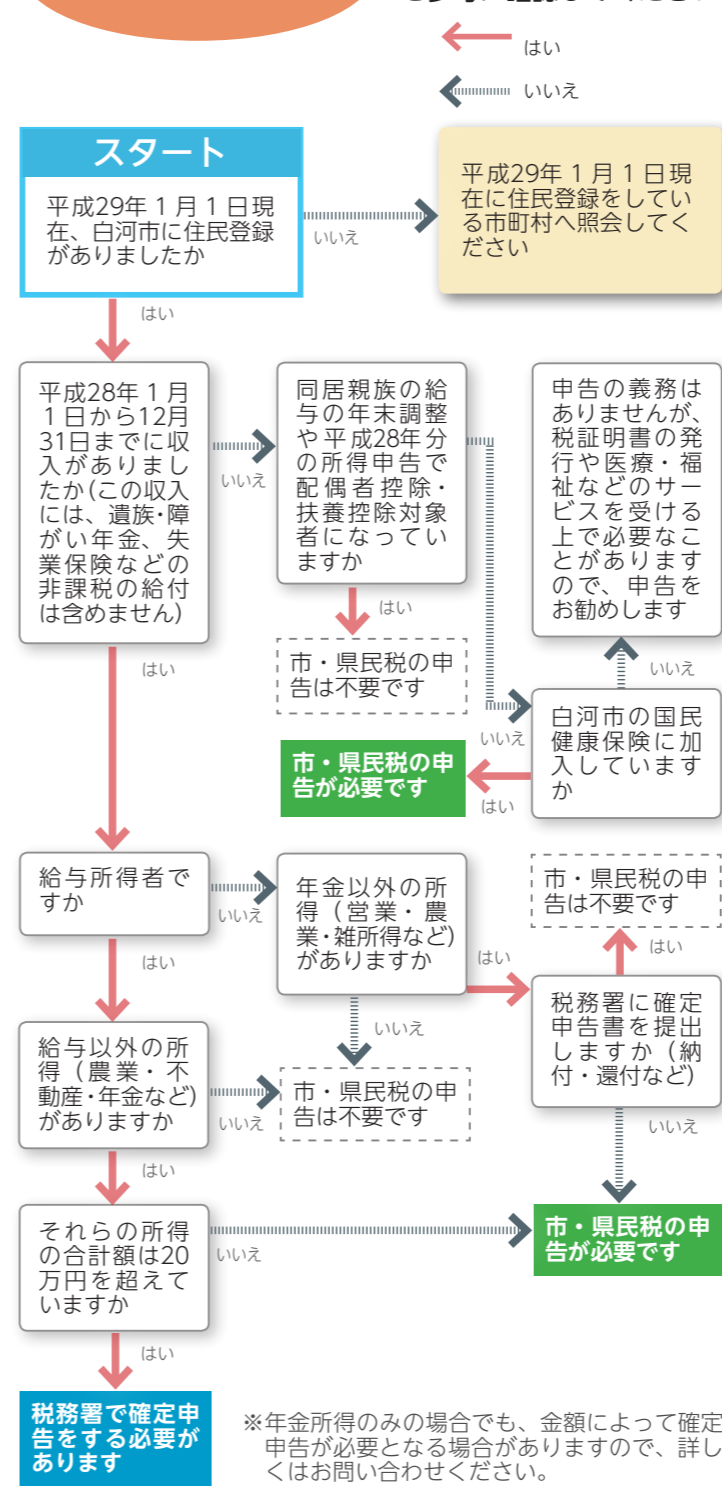 はい
いいえ
スタート
平成29年1月1日現
在、白河市に住民登録
がありましたか
いいえ
平成29年1月1日現
在に住民登録をしてい
る市町村へ照会してく
ださい
はい
平成28年1月
1日から12月
31日までに収
入がありまし
たか(この収入
には、遺族・障
がい年金、失
業保険などの
非課税の給付
は含めません)
いいえ
同居親族の給
与の年末調整
や平成28年分
の所得申告で
配偶者控除・
扶養控除対象
者になってい
ますか
申告の義務は
ありませんが、
税証明書の発
行や医療・福
祉などのサー
ビスを受ける
上で必要なこ
とがあります
ので、申告を
お勧めします
はい
市・県民税の申
告は不要です
いいえ
いいえ
白河市の国民
健康保険に加
入しています
か
はい
市・県民税の申
告が必要です
はい
給与所得者で
すか
いいえ
年金以外の所
得（営業・農
業・雑所得など)
がありますか
はい
市・県民税の申
告は不要です
はい
税務署に確定
申告書を提出
しますか（納
付・還付など）
はい
いいえ
給与以外の所
得（農業・不
動産・年金など)
がありますか
いいえ
市・県民税の申
告は不要です
いいえ
はい
それらの所得
の合計額は20
万円を超えて
いますか
いいえ
市・県民税の申
告が必要です
はい
税務署で確定申
告をする必要が
あります
※年金所得のみの場合でも、金額によって確定
申告が必要となる場合がありますので、詳し
くはお問い合わせください。